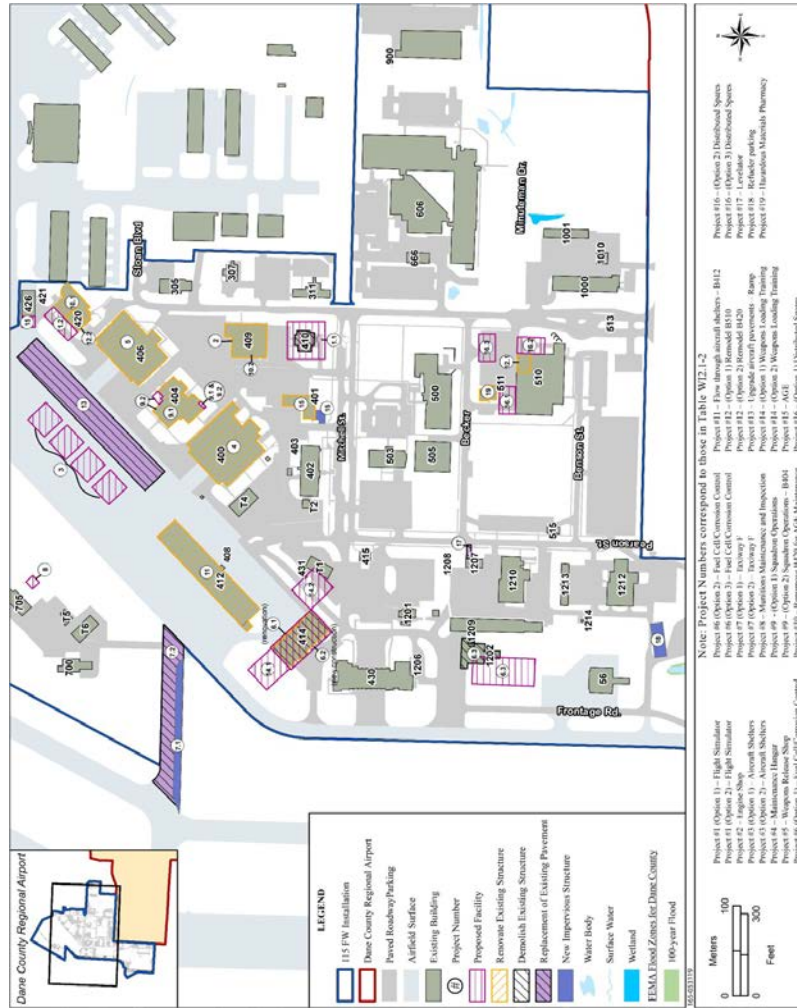 Dane County Regional Airport
LEGEND
115 FW Installation
Dane County Regional Airport
Paved Roadway/Parking
Airfield Surface
Existing Building
# Project Number
Proposed Facility
Renovate Existing Structure
Demolish Existing Structure
Replacement of Existing Pavement
New Impervious Structure
Water Body
Surface Water
Wetland
FEMA Flood Zones for Dane County
100-year Flood
Sloan Blvd
Mitchell St.
Becker
Benson St.
Pearson St.
Frontage Rd.
Minuteman Dr.
426
421
420
406
404
400
409
410
305
307
311
401
402
403
T4
T2
412
408
705
T5
T6
700
431
T1
415
414
(renovation)
430
1206
1201
1208
1207
1209
1202
1210
1213
1214
1212
56
515
503
505
500
511
510
513
666
606
900
1001
1010
1000
Meters
0 100
0 300
Feet
Note: Project Numbers correspond to those in Table WI2.1-2
Project #1 (Option 1) – Flight Simulator
Project #1 (Option 2) – Flight Simulator
Project #2 – Engine Shop
Project #3 (Option 1) – Aircraft Shelters
Project #3 (Option 2) – Aircraft Shelters
Project #4 – Maintenance Hangar
Project #5 – Weapons Release Shop
Project #6 (Option 2) – Fuel Cell/Corrosion Control
Project #6 (Option 3) – Fuel Cell/Corrosion Control
Project #7 (Option 1) – Taxiway F
Project #7 (Option 2) – Taxiway F
Project #8 – Munitions Maintenance and Inspection
Project #9 – (Option 1) Squadron Operations
Project #9 – (Option 2) Squadron Operations – B404
Project #11 – Flow through aircraft shelters – B412
Project #12 – (Option 1) Remodel B510
Project #12 – (Option 2) Remodel B420
Project #13 – Upgrade aircraft pavements – Ramp
Project #14 – (Option 1) Weapons Loading Training
Project #14 – (Option 2) Weapons Loading Training
Project #15 – AGE
Project #16 – (Option 2) Distributed Spares
Project #16 – (Option 3) Distributed Spares
Project #17 – Levelator
Project #18 – Refueler parking
Project #19 – Hazardous Materials Pharmacy